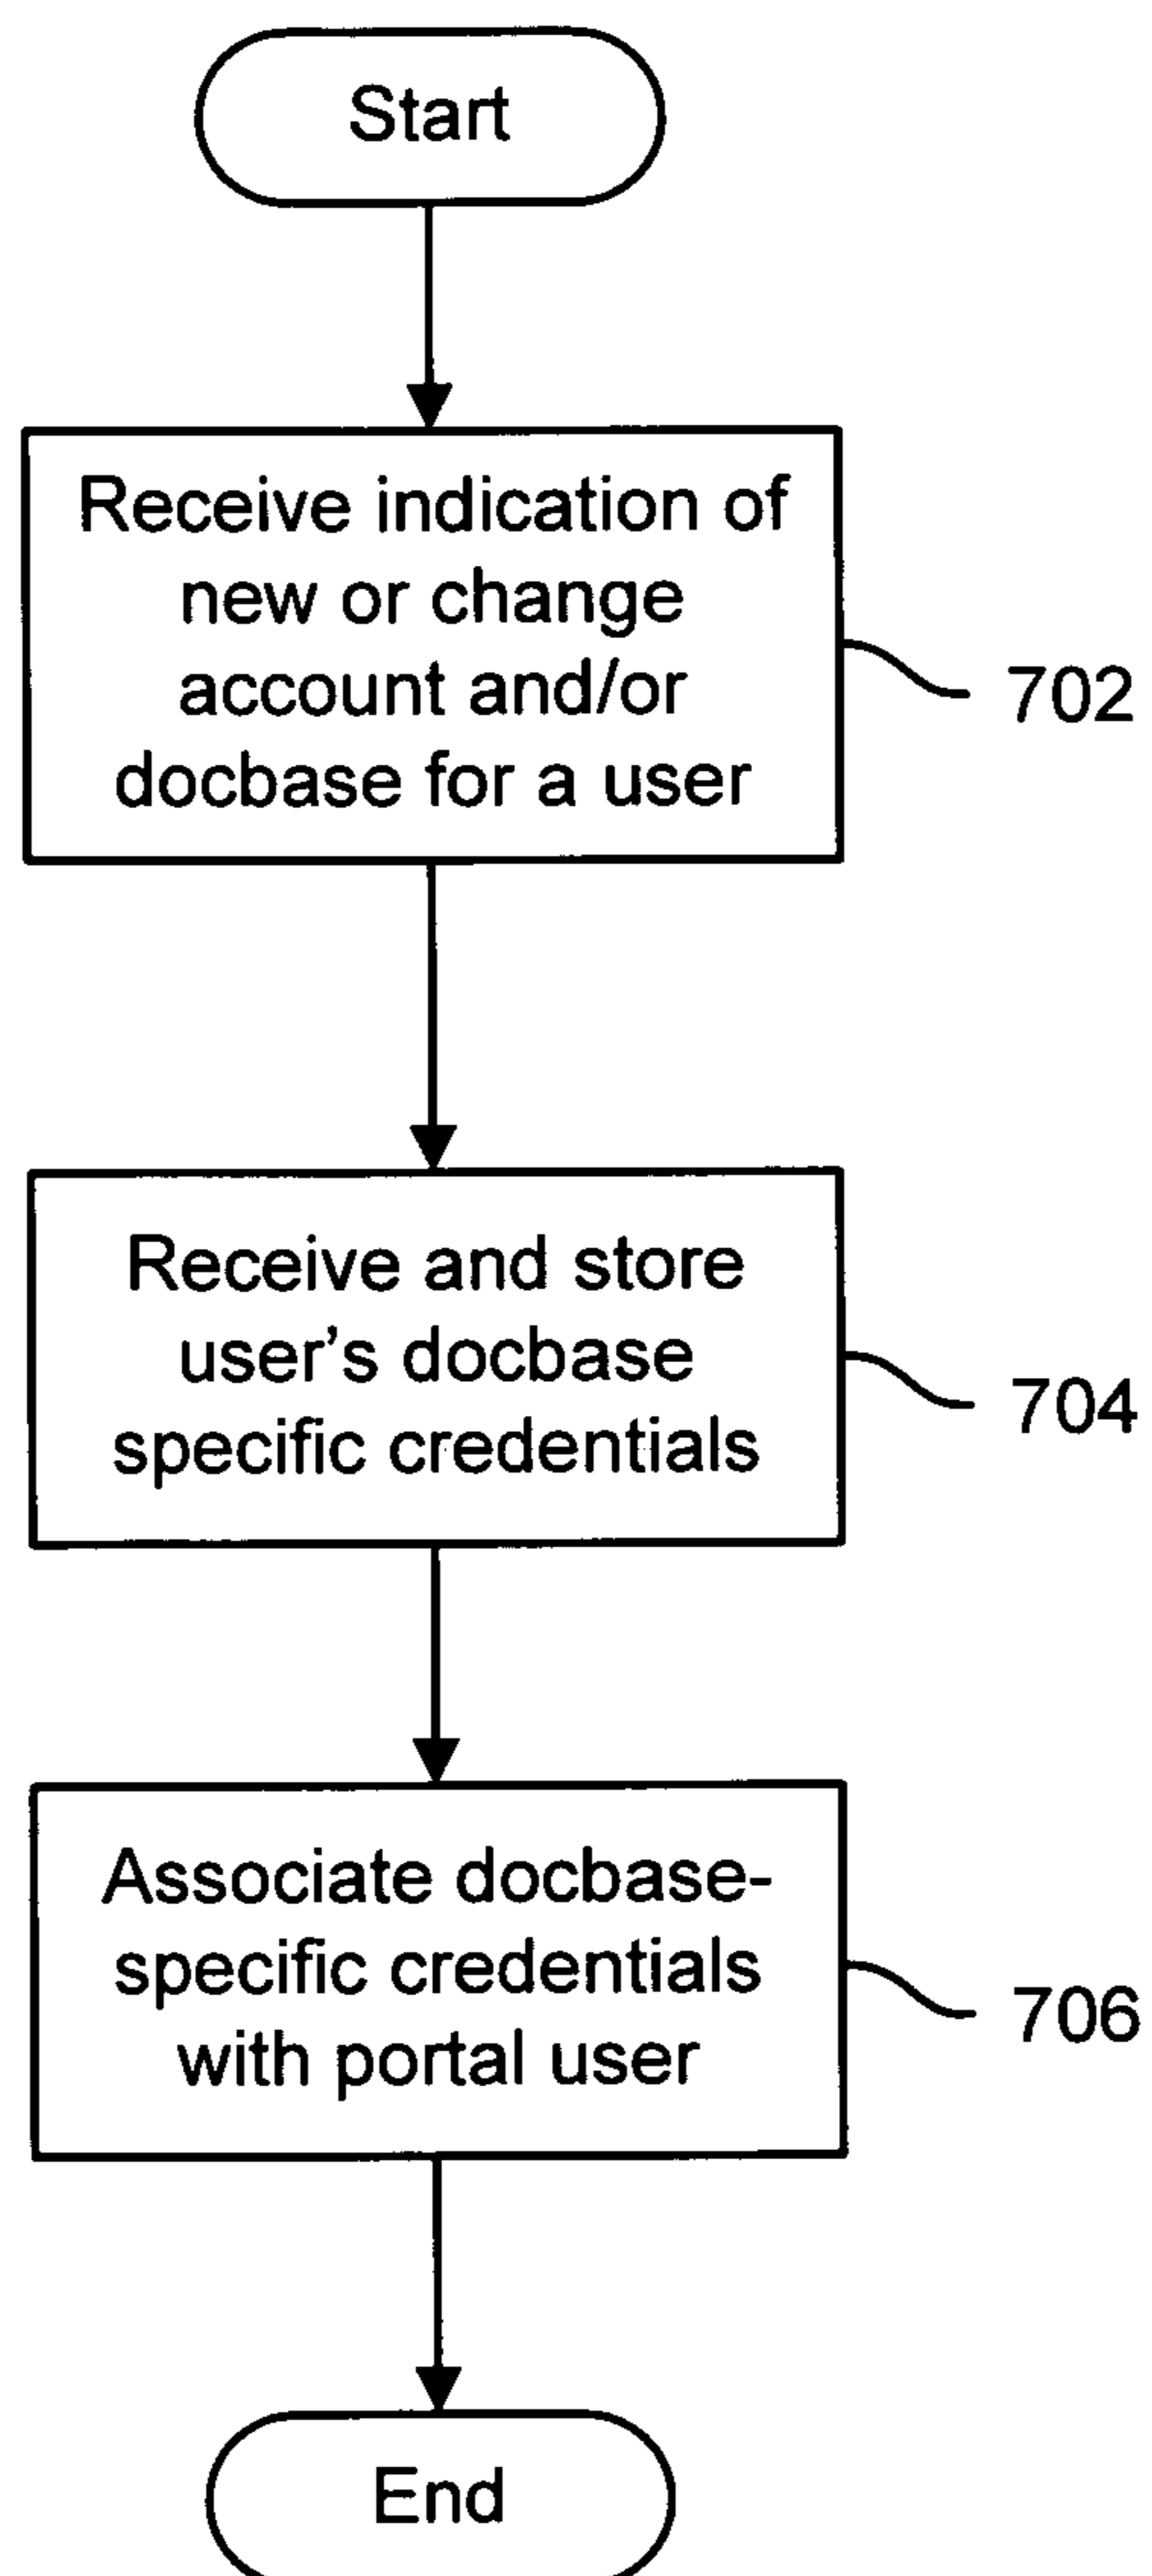 Start
Receive indication of
new or change
account and/or
docbase for a user
702
Receive and store
user's docbase
specific credentials
704
Associate docbase-
specific credentials
with portal user
706
End